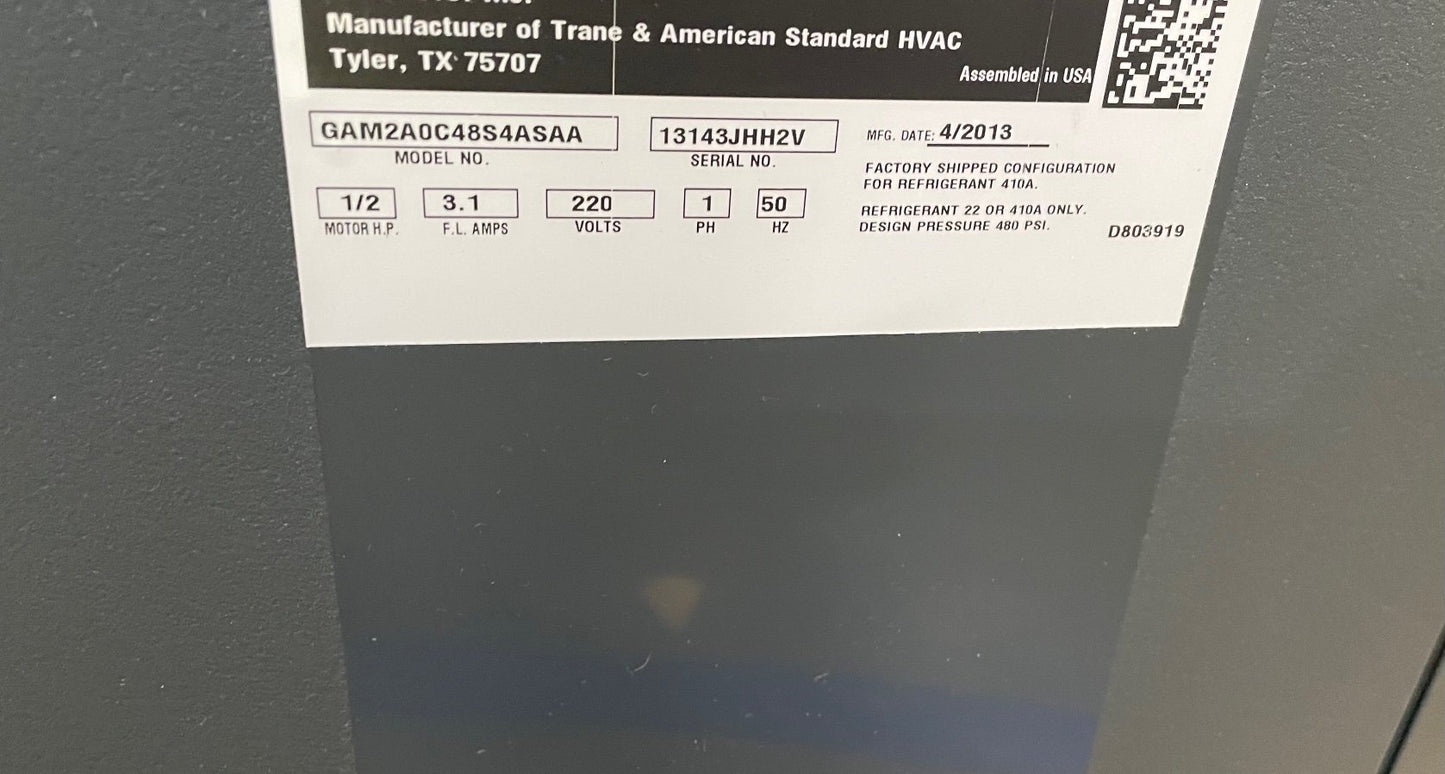 Manufacturer of Trane & American Standard HVAC
Tyler, TX 75707
Assembled in USA
GAM2A0C48S4ASAA
MODEL NO.
13143JHH2V
SERIAL NO.
MFG. DATE: 4/2013
FACTORY SHIPPED CONFIGURATION
FOR REFRIGERANT 410A.
1/2
MOTOR H.P.
3.1
F.L. AMPS
220
VOLTS
1
PH
50
HZ
REFRIGERANT 22 OR 410A ONLY.
DESIGN PRESSURE 480 PSI.
D803919